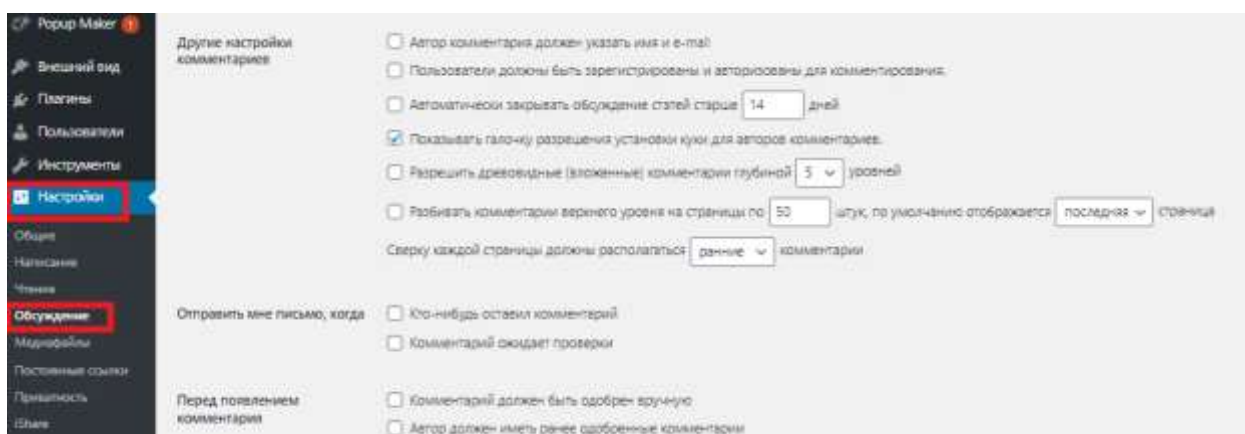 Popup Maker 1
Внешний вид
Плагины
Пользователи
Инструменты
Настройки
Общие
Написание
Чтение
Обсуждение
Медиафайлы
Постоянные ссылки
Приватность
iShare
Другие настройки
комментариев
Автор комментария должен указать имя и e-mail
Пользователи должны быть зарегистрированы и авторизованы для комментирования.
Автоматически закрывать обсуждение статей старше 14 дней
Показывать галочку разрешения установки куки для авторов комментариев.
Разрешить древовидные (вложенные) комментарии глубиной 5 уровней
Разбивать комментарии верхнего уровня на страницы по 50 штук, по умолчанию отображается последняя страница
Сверху каждой страницы должны располагаться ранние комментарии
Отправить мне письмо, когда
Кто-нибудь оставил комментарий
Комментарий ожидает проверки
Перед появлением
комментария
Комментарий должен быть одобрен вручную
Автор должен иметь ранее одобренные комментарии